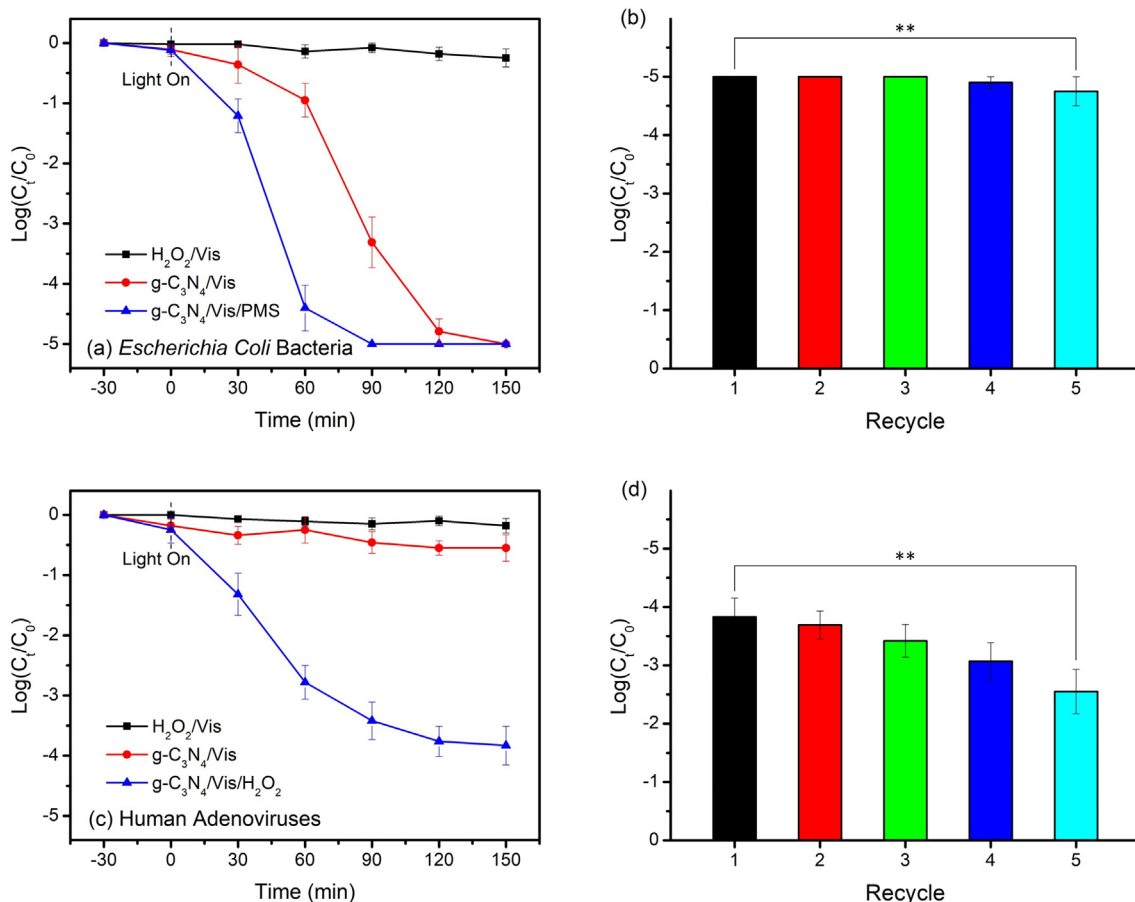 (a) Escherichia Coli Bacteria
Log(Cₜ/C₀)
0
-1
-2
-3
-4
-5
Light On
H₂O₂/Vis
g-C₃N₄/Vis
g-C₃N₄/Vis/PMS
-30
0
30
60
90
120
150
Time (min)
(b)
**
Log(Cₜ/C₀)
-5
-5
-4
-3
-2
-1
0
1
2
3
4
5
Recycle
Log(Cₜ/C₀)
0
-1
-2
-3
-4
-5
Light On
H₂O₂/Vis
g-C₃N₄/Vis
g-C₃N₄/Vis/H₂O₂
(c) Human Adenoviruses
-30
0
30
60
90
120
150
Time (min)
(d)
**
Log(Cₜ/C₀)
-5
-4
-3
-2
-1
0
1
2
3
4
5
Recycle